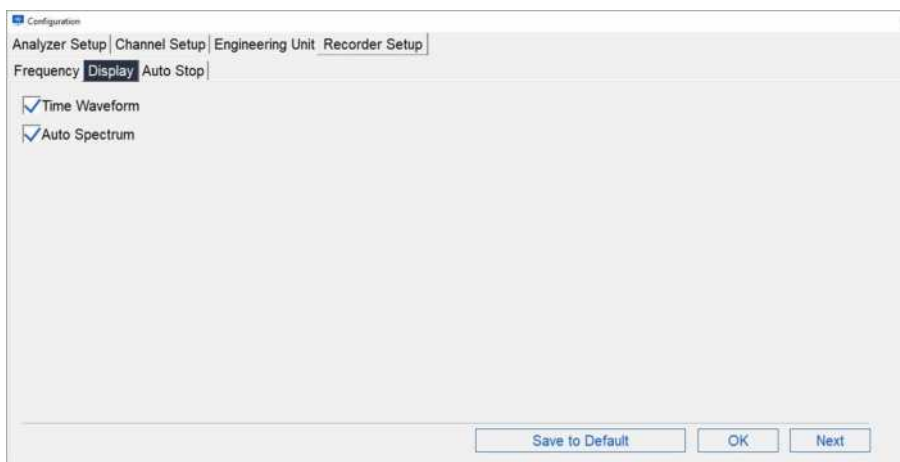 Configuration
Analyzer Setup Channel Setup Engineering Unit Recorder Setup
Frequency Display Auto Stop
Time Waveform
Auto Spectrum
Save to Default OK Next